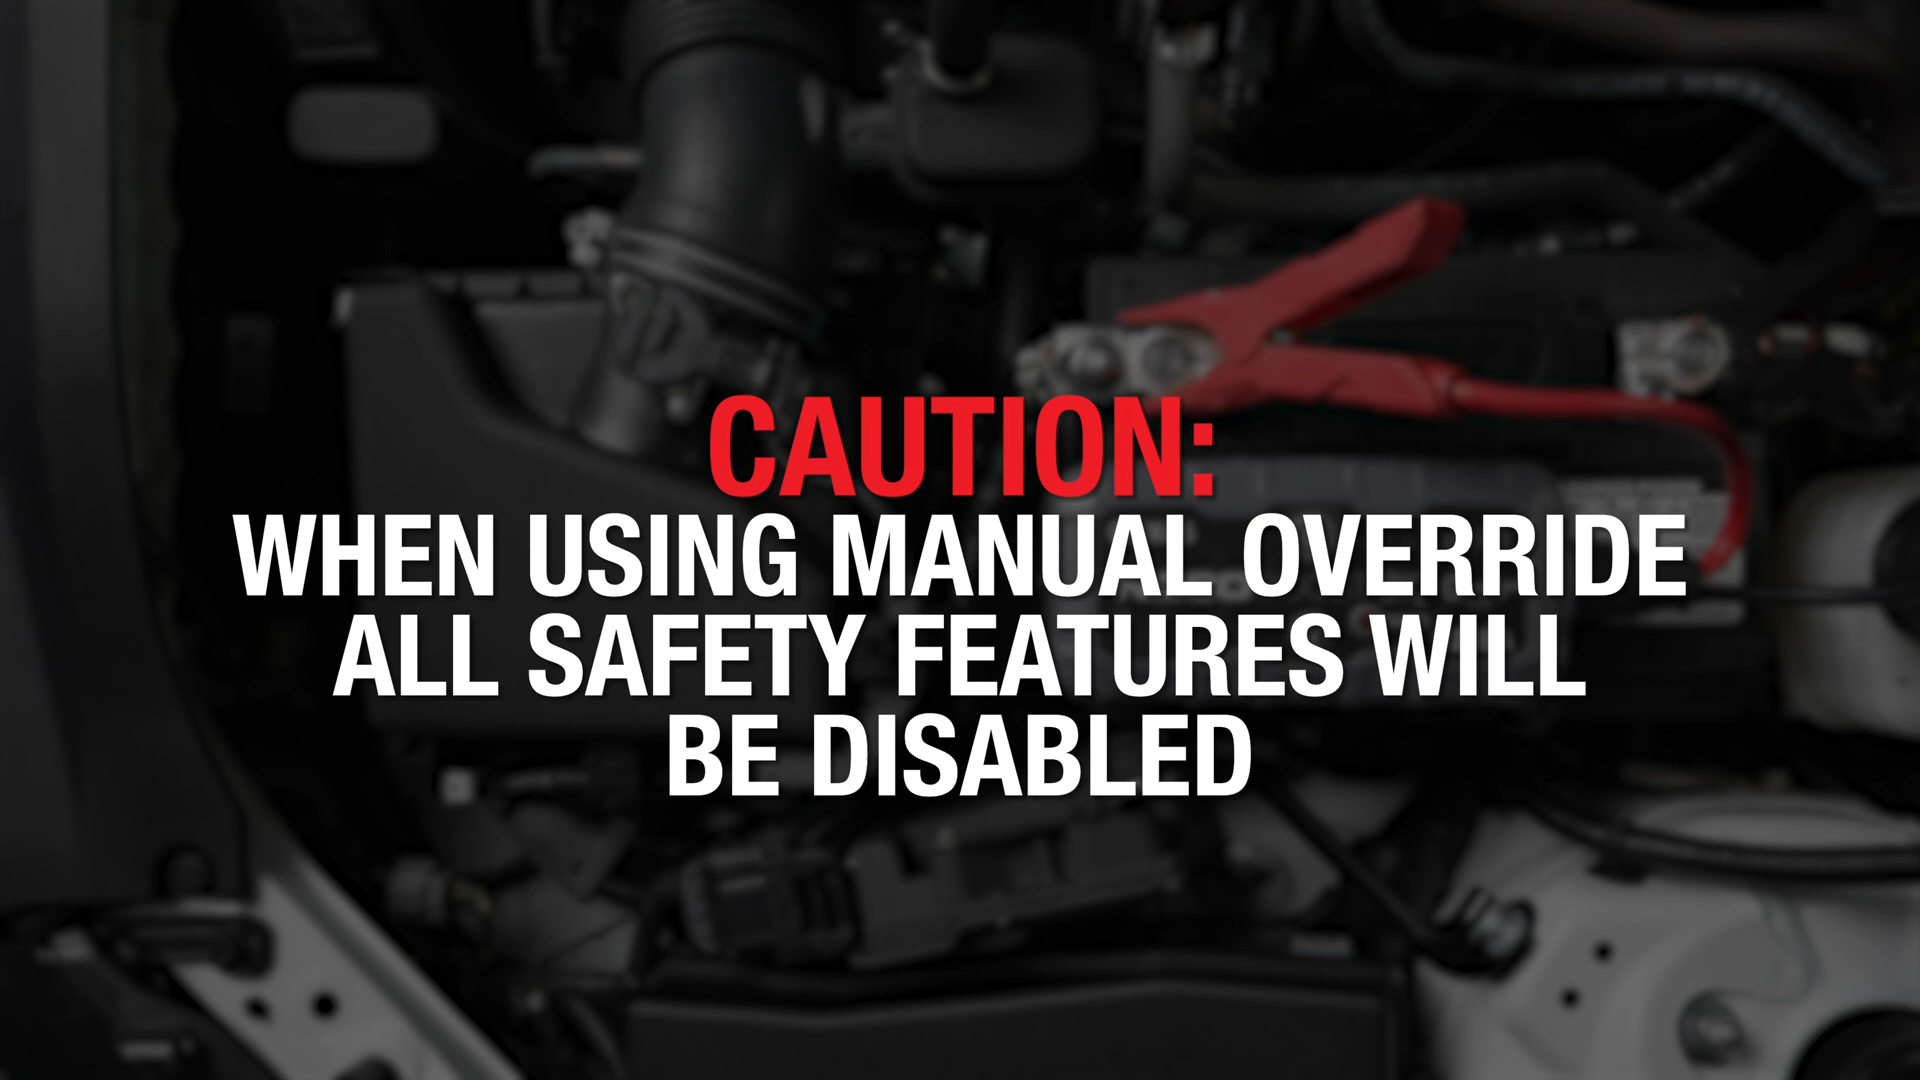 CAUTION:
WHEN USING MANUAL OVERRIDE
ALL SAFETY FEATURES WILL
BE DISABLED